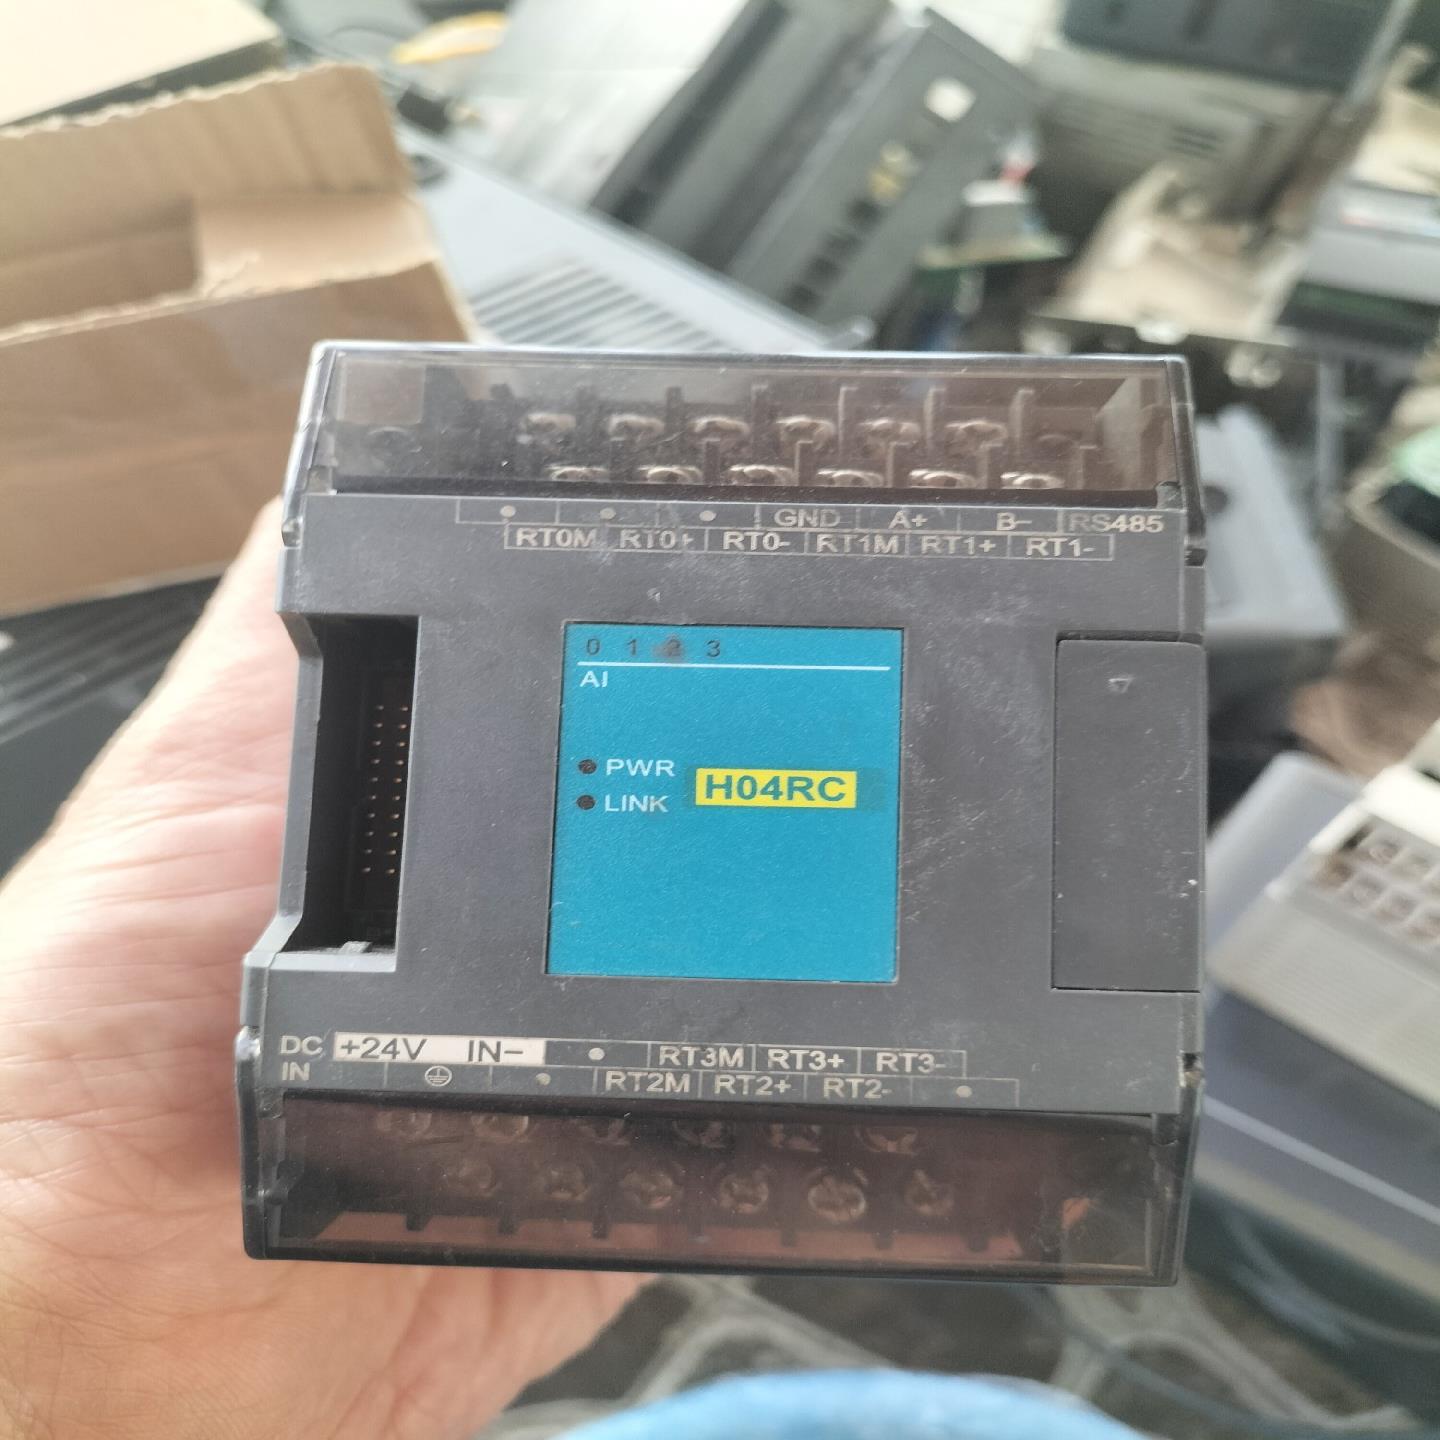 GND A+ B- RS485
RT0M RT0+ RT0- RT1M RT1+ RT1-
0 1 2 3
AI
PWR
H04RC
LINK
DC +24V IN- RT3M RT3+ RT3-
IN RT2M RT2+ RT2-